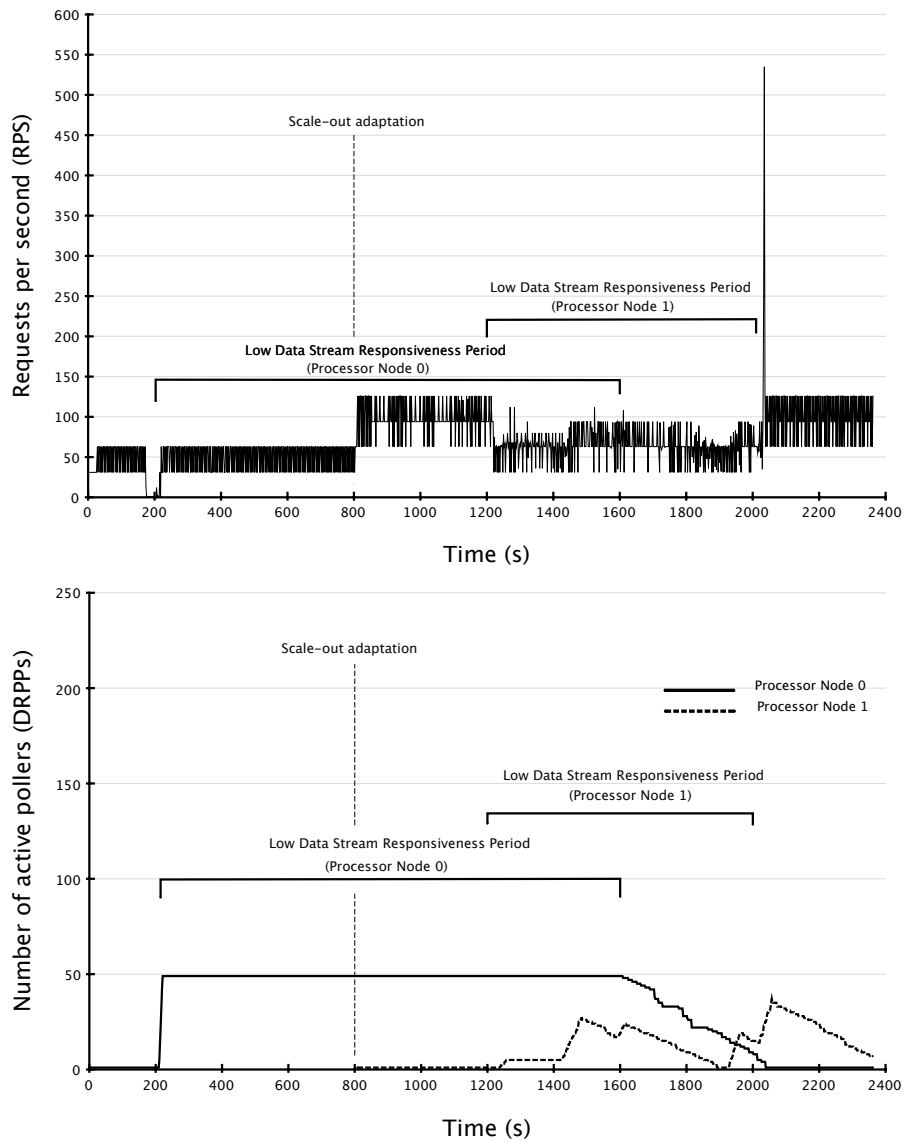 600
550
500
450
400
350
300
250
200
150
100
50
0
Requests per second (RPS)
Scale-out adaptation
Low Data Stream Responsiveness Period
(Processor Node 1)
Low Data Stream Responsiveness Period
(Processor Node 0)
0 200 400 600 800 1000 1200 1400 1600 1800 2000 2200 2400
Time (s)
250
200
150
100
50
0
Number of active pollers (DRPPs)
Scale-out adaptation
Processor Node 0
Processor Node 1
Low Data Stream Responsiveness Period
(Processor Node 1)
Low Data Stream Responsiveness Period
(Processor Node 0)
0 200 400 600 800 1000 1200 1400 1600 1800 2000 2200 2400
Time (s)